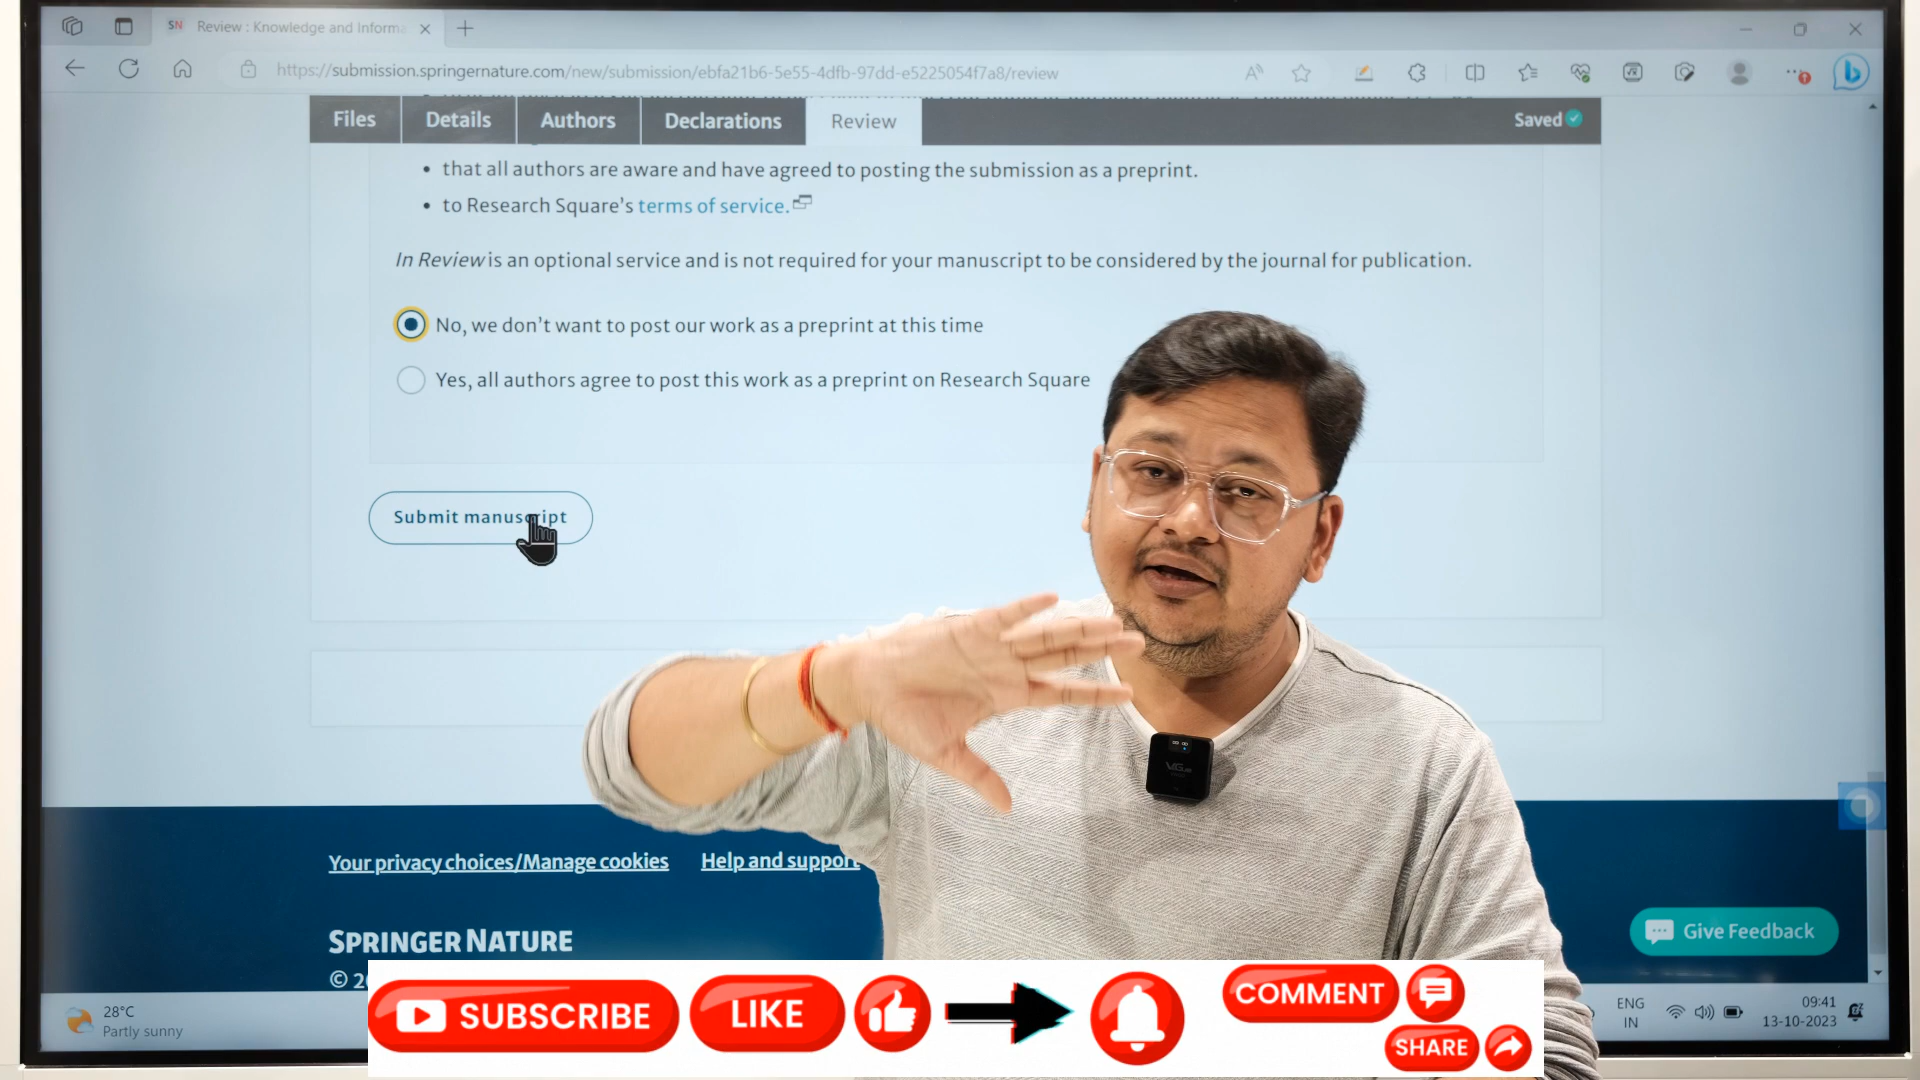 SN Review : Knowledge and Informa
https://submission.springernature.com/new/submission/ebfa21b6-5e55-4dfb-97dd-e5225054f7a8/review
Files Details Authors Declarations Review Saved
• that all authors are aware and have agreed to posting the submission as a preprint.
• to Research Square's terms of service.
In Review is an optional service and is not required for your manuscript to be considered by the journal for publication.
No, we don't want to post our work as a preprint at this time
Yes, all authors agree to post this work as a preprint on Research Square
Submit manuscript
Your privacy choices/Manage cookies Help and support
SPRINGER NATURE
Give Feedback
© 2
SUBSCRIBE LIKE COMMENT
SHARE
28°C
Partly sunny
ENG
IN
09:41
13-10-2023